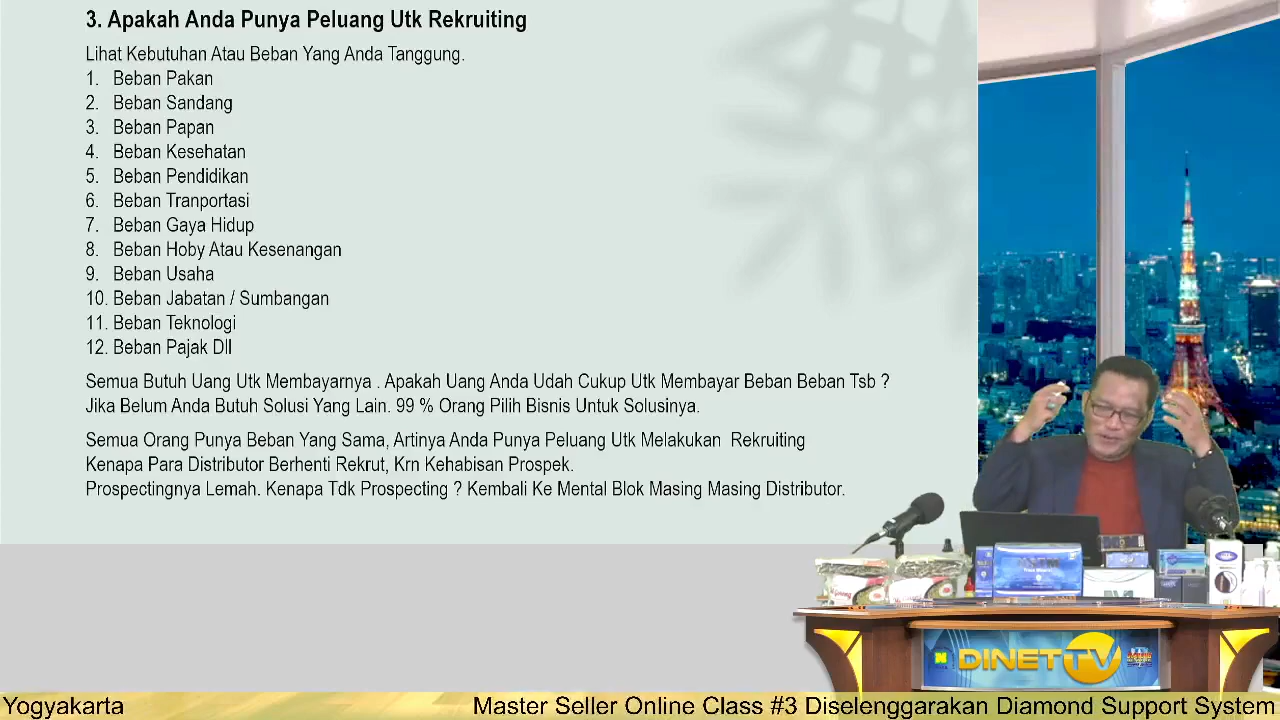 3. Apakah Anda Punya Peluang Utk Rekruiting
Lihat Kebutuhan Atau Beban Yang Anda Tanggung.
1. Beban Pakan
2. Beban Sandang
3. Beban Papan
4. Beban Kesehatan
5. Beban Pendidikan
6. Beban Tranportasi
7. Beban Gaya Hidup
8. Beban Hoby Atau Kesenangan
9. Beban Usaha
10. Beban Jabatan / Sumbangan
11. Beban Teknologi
12. Beban Pajak Dll
Semua Butuh Uang Utk Membayarnya . Apakah Uang Anda Udah Cukup Utk Membayar Beban Beban Tsb ?
Jika Belum Anda Butuh Solusi Yang Lain. 99 % Orang Pilih Bisnis Untuk Solusinya.
Semua Orang Punya Beban Yang Sama, Artinya Anda Punya Peluang Utk Melakukan Rekruiting
Kenapa Para Distributor Berhenti Rekrut, Krn Kehabisan Prospek.
Prospectingnya Lemah. Kenapa Tdk Prospecting ? Kembali Ke Mental Blok Masing Masing Distributor.
DINET TV
Yogyakarta
Master Seller Online Class #3 Diselenggarakan Diamond Support System